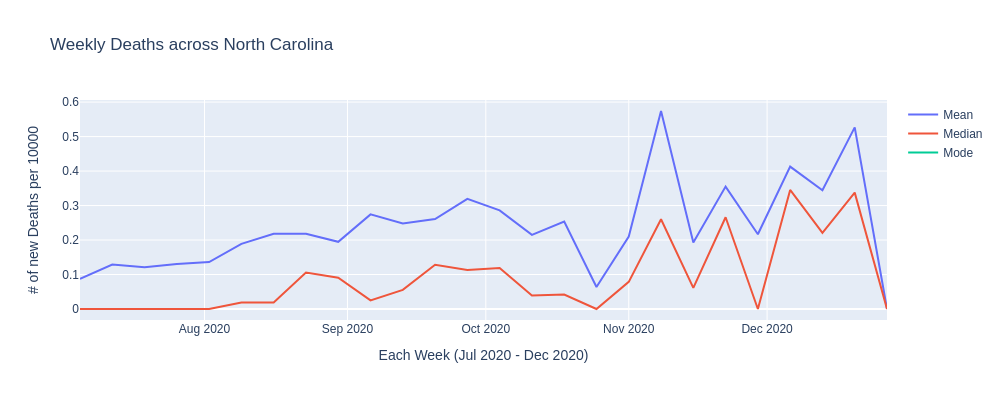 Weekly Deaths across North Carolina
# of new Deaths per 10000
0.6
0.5
0.4
0.3
0.2
0.1
0
Aug 2020 Sep 2020 Oct 2020 Nov 2020 Dec 2020
Each Week (Jul 2020 - Dec 2020)
Mean
Median
Mode